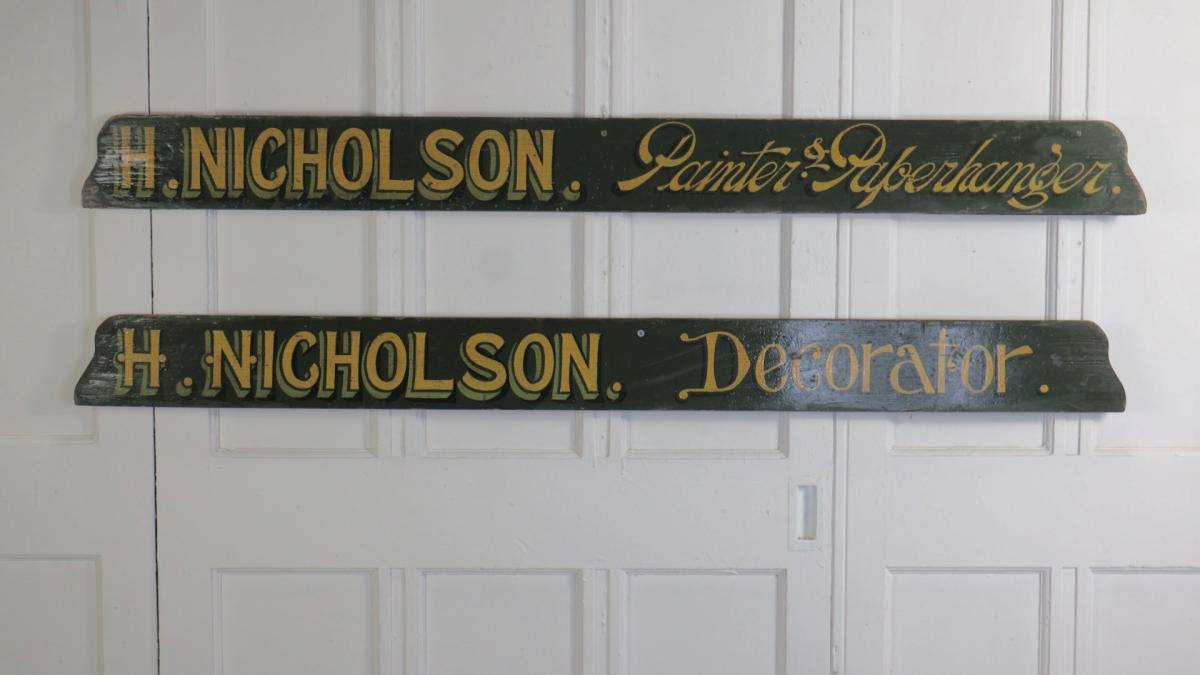 H. NICHOLSON. Painter & Paperhanger.
H. NICHOLSON. Decorator.